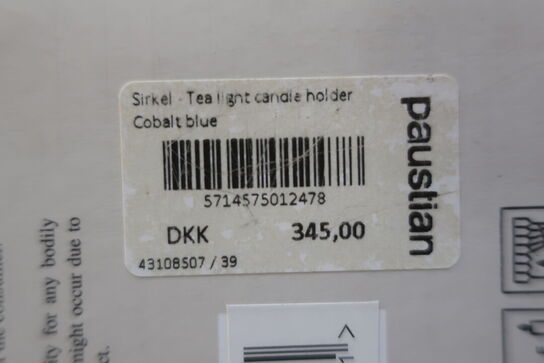 Sirkel - Tea light candle holder
Cobalt blue
5714575012478
DKK 345,00
43108507 / 39
paustian
ty for any bodily
might occur due to